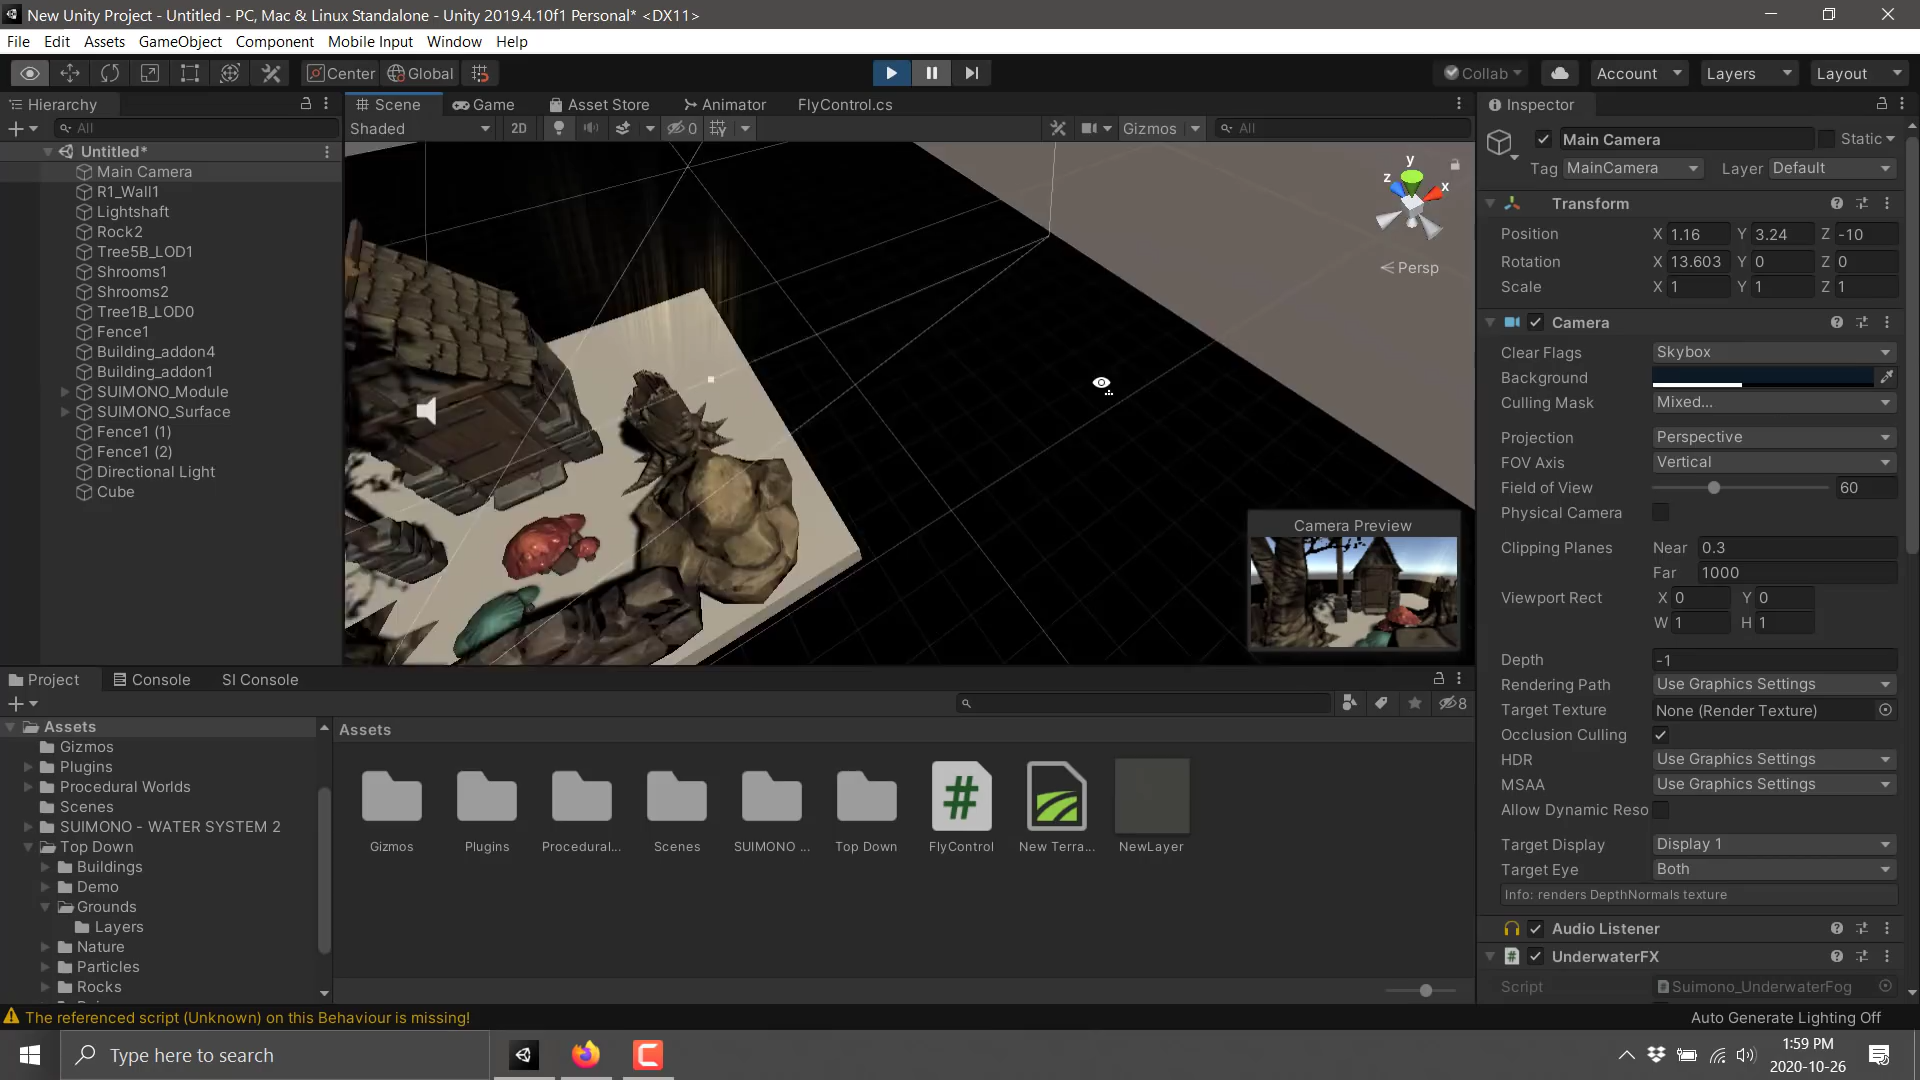 New Unity Project - Untitled - PC, Mac & Linux Standalone - Unity 2019.4.10f1 Personal* <DX11>
File Edit Assets GameObject Component Mobile Input Window Help
Center Global Collab Account Layers Layout
Hierarchy
All
Untitled*
Main Camera
R1_Wall1
Lightshaft
Rock2
Tree5B_LOD1
Shrooms1
Shrooms2
Tree1B_LOD0
Fence1
Building_addon4
Building_addon1
SUIMONO_Module
SUIMONO_Surface
Fence1 (1)
Fence1 (2)
Directional Light
Cube
Scene Game Asset Store Animator FlyControl.cs
Shaded 2D 0 Gizmos All
y
z
x
Persp
Camera Preview
Inspector
Main Camera Static
Tag MainCamera Layer Default
Transform
Position X 1.16 Y 3.24 Z -10
Rotation X 13.603 Y 0 Z 0
Scale X 1 Y 1 Z 1
Camera
Clear Flags Skybox
Background
Culling Mask Mixed...
Projection Perspective
FOV Axis Vertical
Field of View 60
Physical Camera
Clipping Planes Near 0.3
Far 1000
Viewport Rect X 0 Y 0
W 1 H 1
Depth -1
Rendering Path Use Graphics Settings
Target Texture None (Render Texture)
Occlusion Culling
HDR Use Graphics Settings
MSAA Use Graphics Settings
Allow Dynamic Reso
Target Display Display 1
Target Eye Both
Info: renders DepthNormals texture
Audio Listener
UnderwaterFX
Script Suimono_UnderwaterFog
Project Console SI Console
8
Assets
Gizmos
Plugins
Procedural Worlds
Scenes
SUIMONO - WATER SYSTEM 2
Top Down
Buildings
Demo
Grounds
Layers
Nature
Particles
Rocks
Assets
Gizmos Plugins Procedural... Scenes SUIMONO ... Top Down FlyControl New Terra... NewLayer
The referenced script (Unknown) on this Behaviour is missing!
Auto Generate Lighting Off
Type here to search
1:59 PM
2020-10-26